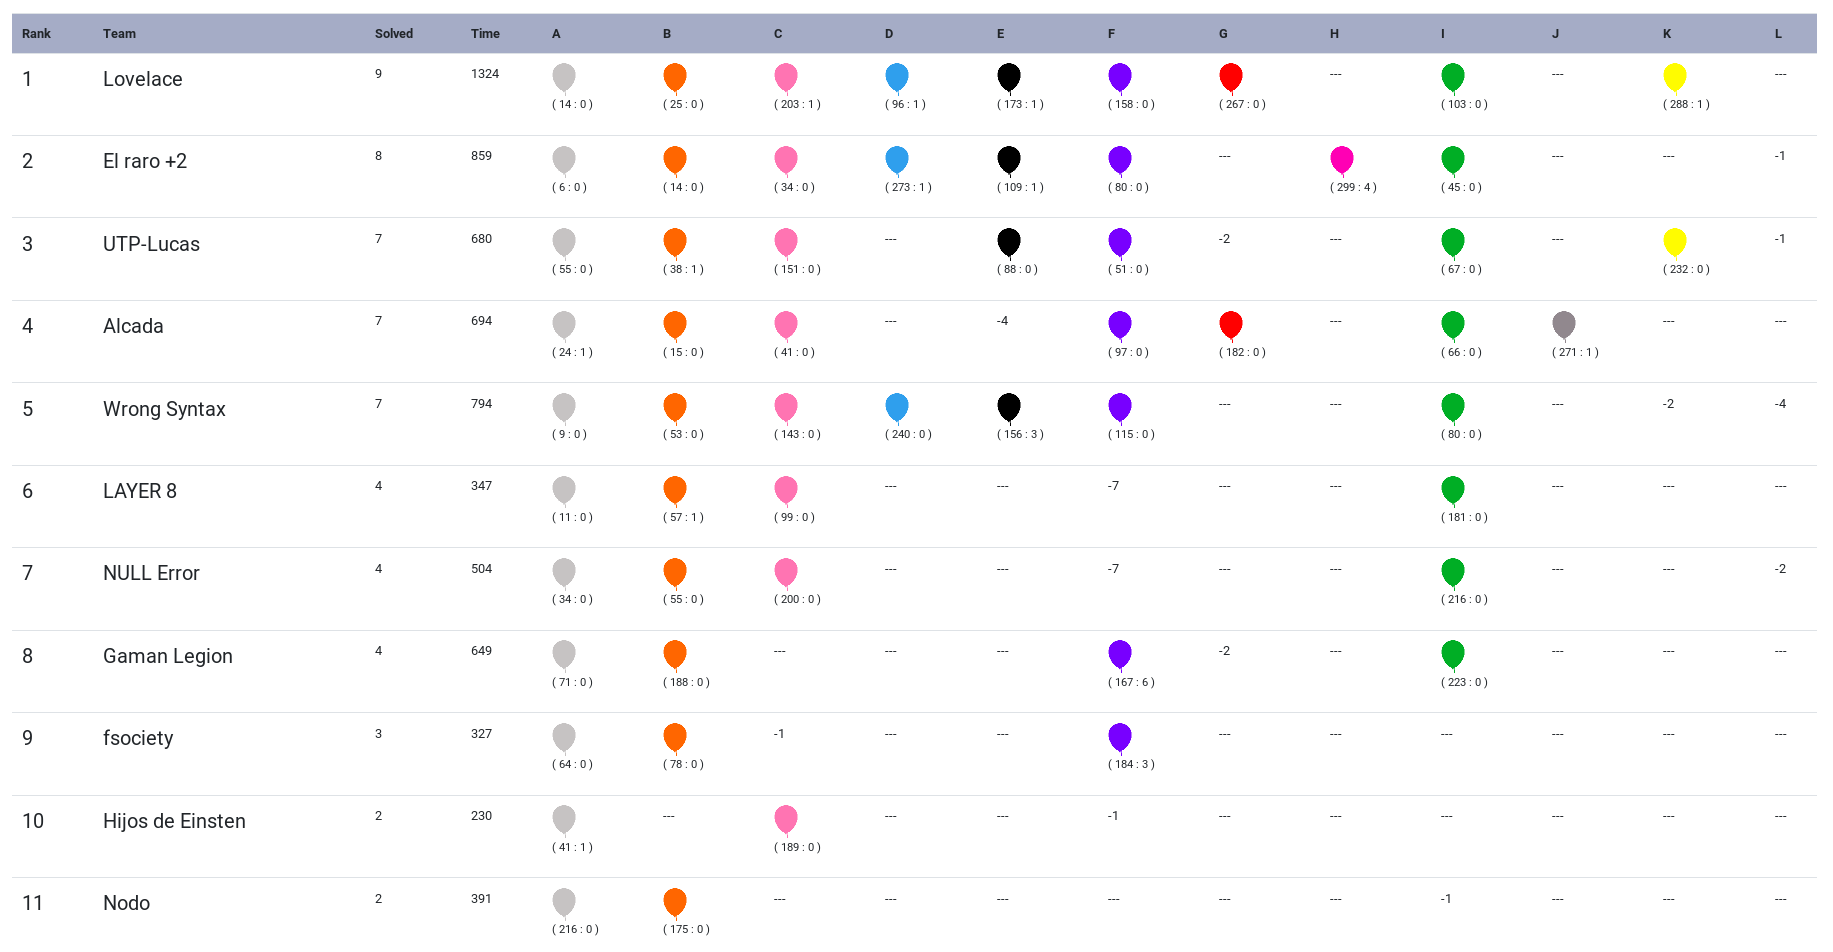 Rank Team Solved Time A B C D E F G H I J K L
1 Lovelace 9 1324 --- --- ---
( 14 : 0 ) ( 25 : 0 ) ( 203 : 1 ) ( 96 : 1 ) ( 173 : 1 ) ( 158 : 0 ) ( 267 : 0 ) ( 103 : 0 ) ( 288 : 1 )
2 El raro +2 8 859 --- --- --- -1
( 6 : 0 ) ( 14 : 0 ) ( 34 : 0 ) ( 273 : 1 ) ( 109 : 1 ) ( 80 : 0 ) ( 299 : 4 ) ( 45 : 0 )
3 UTP-Lucas 7 680 --- -2 --- --- -1
( 55 : 0 ) ( 38 : 1 ) ( 151 : 0 ) ( 88 : 0 ) ( 51 : 0 ) ( 67 : 0 ) ( 232 : 0 )
4 Alcada 7 694 --- -4 --- --- ---
( 24 : 1 ) ( 15 : 0 ) ( 41 : 0 ) ( 97 : 0 ) ( 182 : 0 ) ( 66 : 0 ) ( 271 : 1 )
5 Wrong Syntax 7 794 --- --- --- -2 -4
( 9 : 0 ) ( 53 : 0 ) ( 143 : 0 ) ( 240 : 0 ) ( 156 : 3 ) ( 115 : 0 ) ( 80 : 0 )
6 LAYER 8 4 347 --- --- -7 --- --- --- --- ---
( 11 : 0 ) ( 57 : 1 ) ( 99 : 0 ) ( 181 : 0 )
7 NULL Error 4 504 --- --- -7 --- --- --- --- -2
( 34 : 0 ) ( 55 : 0 ) ( 200 : 0 ) ( 216 : 0 )
8 Gaman Legion 4 649 --- --- --- -2 --- --- --- ---
( 71 : 0 ) ( 188 : 0 ) ( 167 : 6 ) ( 223 : 0 )
9 fsociety 3 327 -1 --- --- --- --- --- --- --- ---
( 64 : 0 ) ( 78 : 0 ) ( 184 : 3 )
10 Hijos de Einsten 2 230 --- --- --- -1 --- --- --- --- --- ---
( 41 : 1 ) ( 189 : 0 )
11 Nodo 2 391 --- --- --- --- --- --- -1 --- --- ---
( 216 : 0 ) ( 175 : 0 )